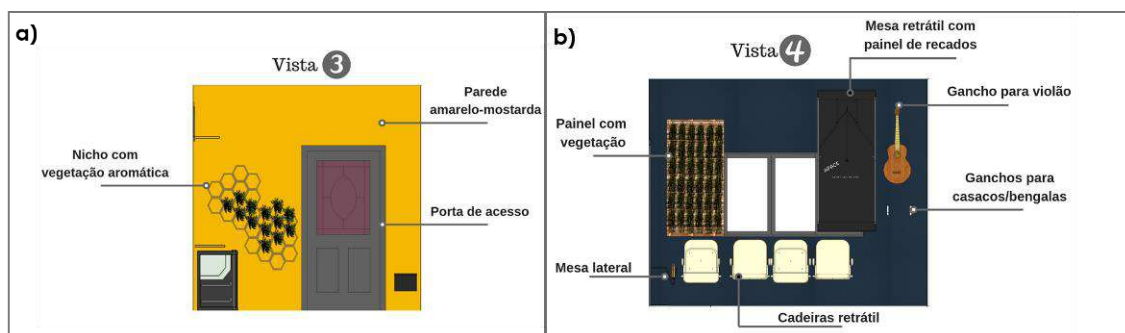 a)
Vista 3
Parede
amarelo-mostarda
Nicho com
vegetação aromática
Porta de acesso
b)
Vista 4
Mesa retrátil com
painel de recados
Gancho para violão
Painel com
vegetação
Ganchos para
casacos/bengalas
Mesa lateral
Cadeiras retrátil